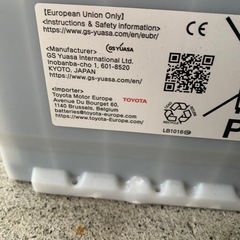 【European Union Only】
<Instructions & Safety information>
https://www.gs-yuasa.com/en/eubr/
<Manufacturer>
GS YUASA
GS Yuasa International Ltd.
Inobanba-cho 1, 601-8520
KYOTO, JAPAN
https://www.gs-yuasa.com/en
<Importer>
Toyota Motor Europe
Avenue Du Bourget 60,
1140 Brussels, Belgium
TOYOTA
batteries@toyota-europe.com
https://www.toyota-europe.com/
LB1016
P